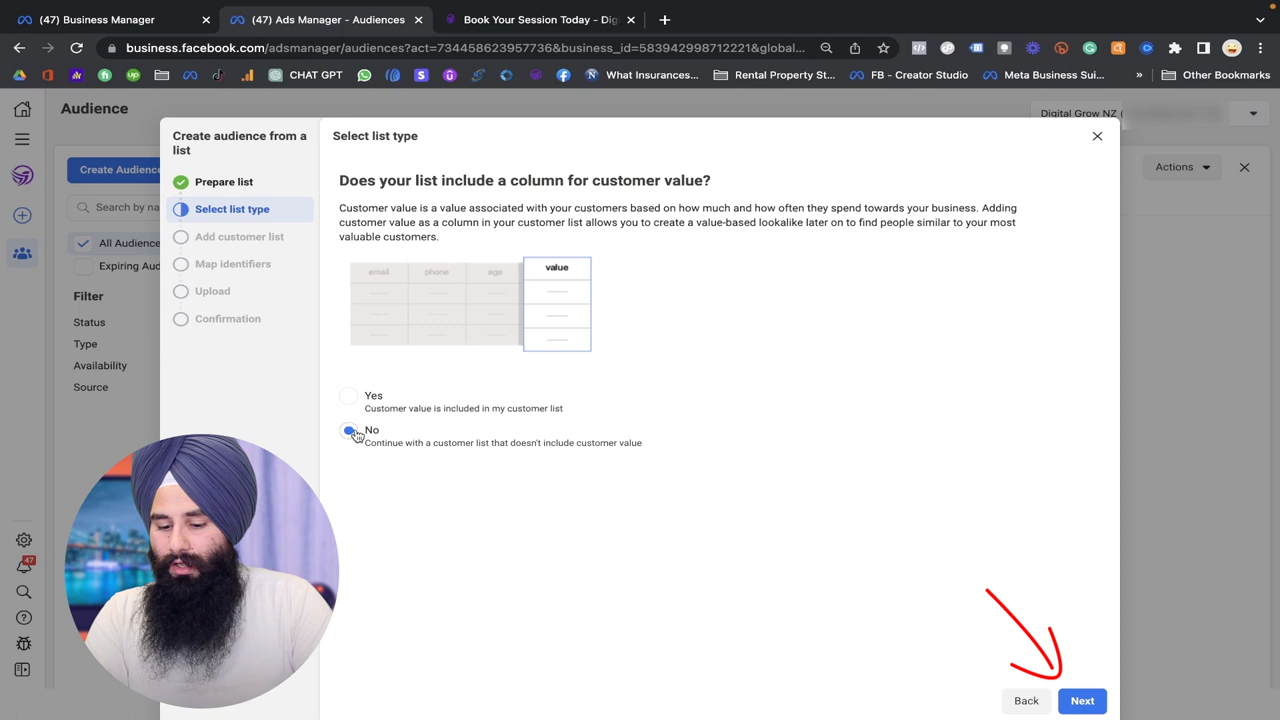 (47) Business Manager
(47) Ads Manager - Audiences
Book Your Session Today - Dig
business.facebook.com/adsmanager/audiences?act=734458623957736&business_id=583942998712221&global...
CHAT GPT
What Insurances...
Rental Property St...
FB - Creator Studio
Meta Business Sui...
»
Other Bookmarks
Audience
Digital Grow NZ (
Create Audience
Actions
Search by na
All Audience
Expiring Aud
Filter
Status
Type
Availability
Source
47
Create audience from a
list
Prepare list
Select list type
Add customer list
Map identifiers
Upload
Confirmation
Select list type
Does your list include a column for customer value?
Customer value is a value associated with your customers based on how much and how often they spend towards your business. Adding
customer value as a column in your customer list allows you to create a value-based lookalike later on to find people similar to your most
valuable customers.
email phone age value
Yes
Customer value is included in my customer list
No
Continue with a customer list that doesn't include customer value
Back
Next